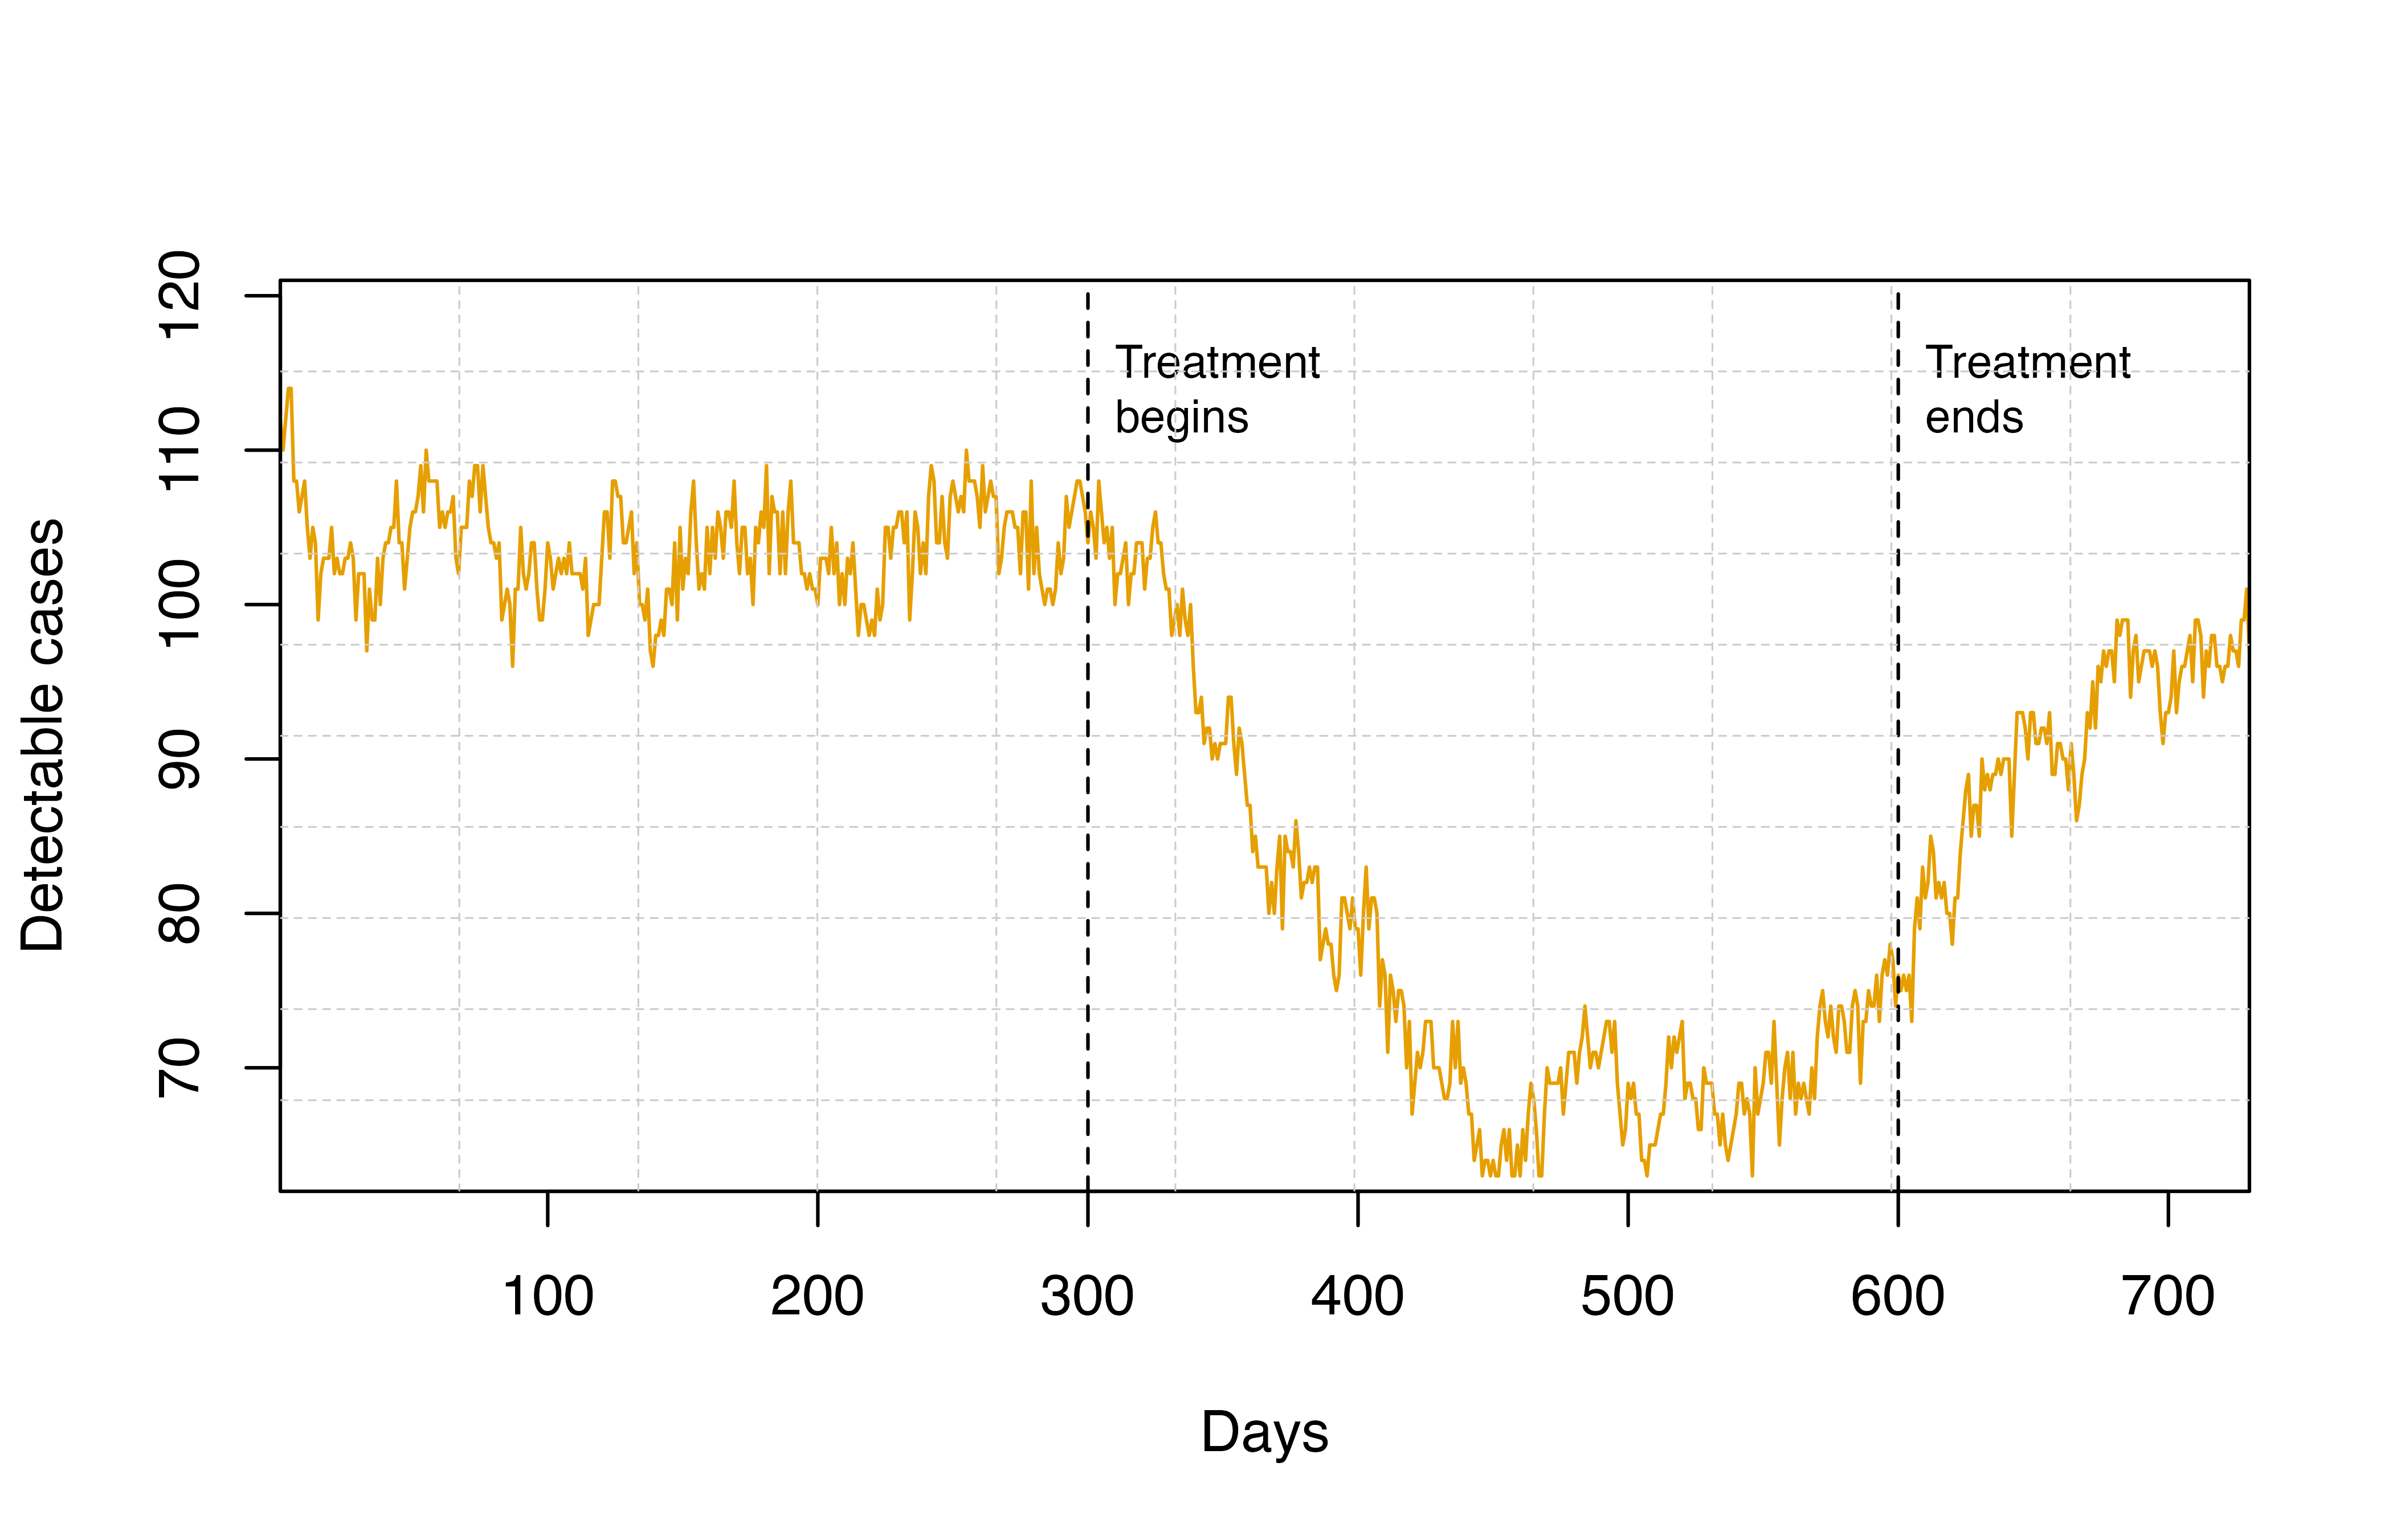 Treatment
begins
Treatment
ends
Detectable cases
120
110
100
90
80
70
100 200 300 400 500 600 700
Days